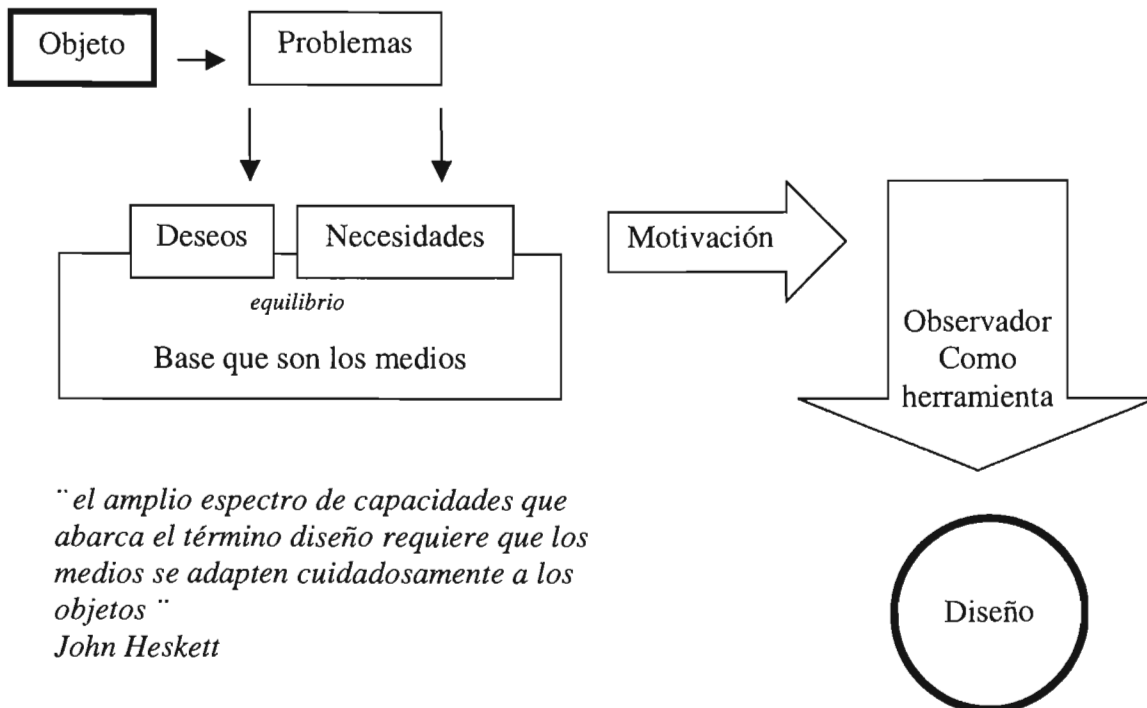 Objeto
Problemas
Deseos
Necesidades
equilibrio
Base que son los medios
Motivación
Observador
Como
herramienta
¨ el amplio espectro de capacidades que
abarca el término diseño requiere que los
medios se adapten cuidadosamente a los
objetos ¨
John Heskett
Diseño